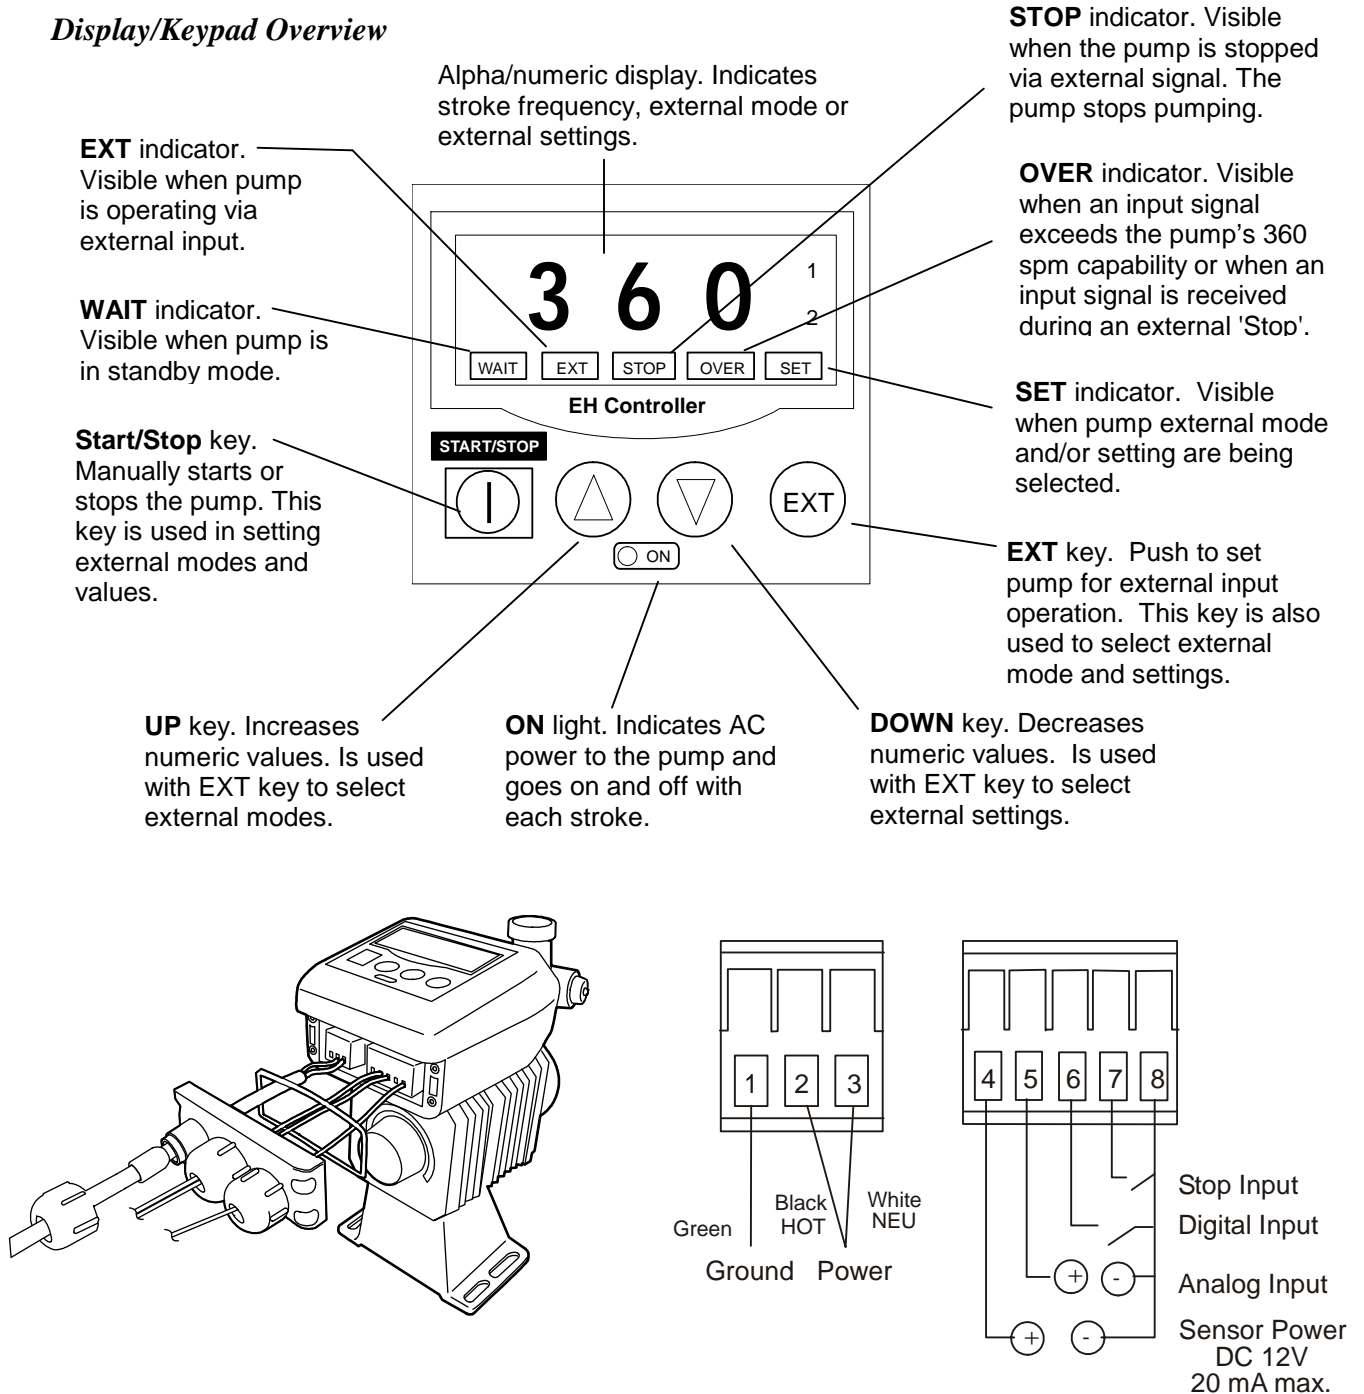 Display/Keypad Overview
Alpha/numeric display. Indicates
stroke frequency, external mode or
external settings.
STOP indicator. Visible
when the pump is stopped
via external signal. The
pump stops pumping.
EXT indicator.
Visible when pump
is operating via
external input.
OVER indicator. Visible
when an input signal
exceeds the pump's 360
spm capability or when an
input signal is received
during an external 'Stop'.
WAIT indicator.
Visible when pump is
in standby mode.
360
1
2
WAIT EXT STOP OVER SET
EH Controller
SET indicator. Visible
when pump external mode
and/or setting are being
selected.
Start/Stop key.
Manually starts or
stops the pump. This
key is used in setting
external modes and
values.
START/STOP
EXT
ON
EXT key. Push to set
pump for external input
operation. This key is also
used to select external
mode and settings.
UP key. Increases
numeric values. Is used
with EXT key to select
external modes.
ON light. Indicates AC
power to the pump and
goes on and off with
each stroke.
DOWN key. Decreases
numeric values. Is used
with EXT key to select
external settings.
1 2 3
Green
Black
HOT
White
NEU
Ground Power
4 5 6 7 8
Stop Input
Digital Input
+ -
Analog Input
+ -
Sensor Power
DC 12V
20 mA max.